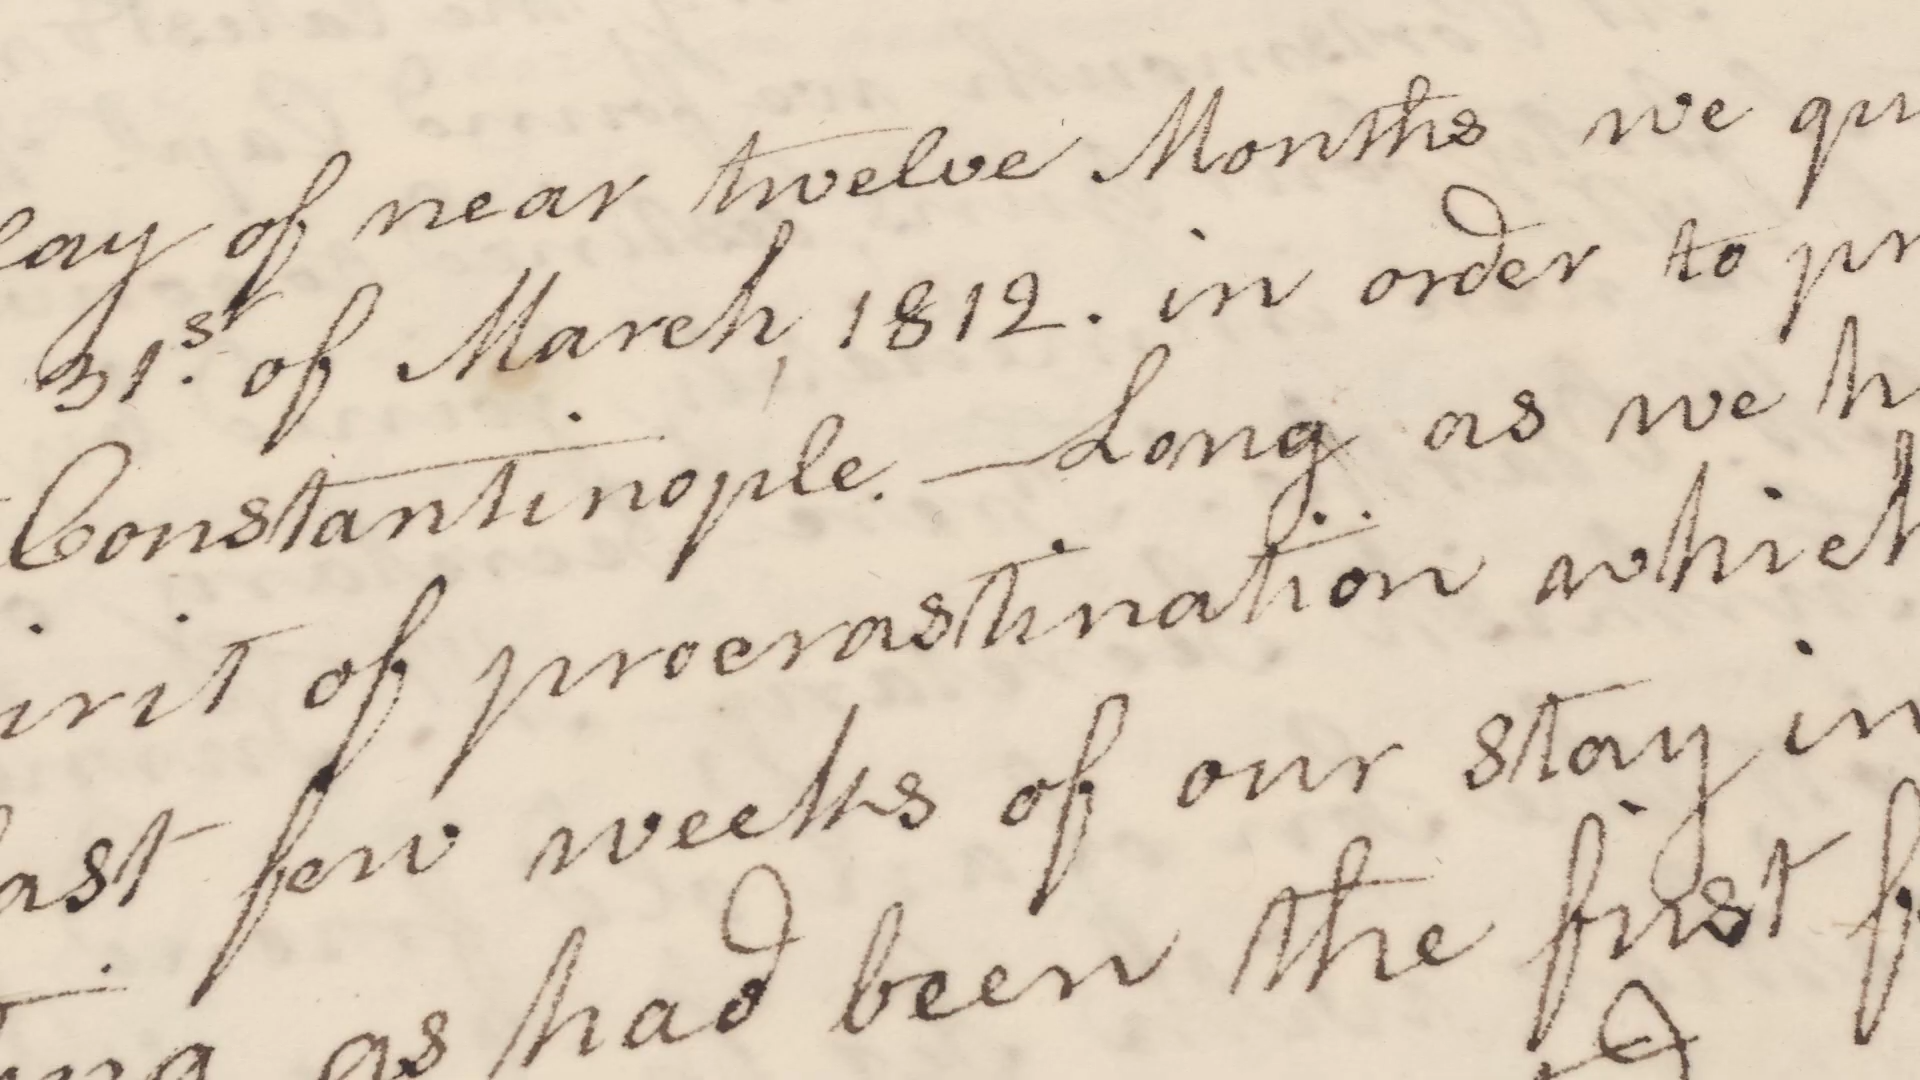 of near twelve Months we
31st. of March, 1812. in order to
Constantinople. — Long as we
of procrastination which
few weeks of our stay in
as had been the first